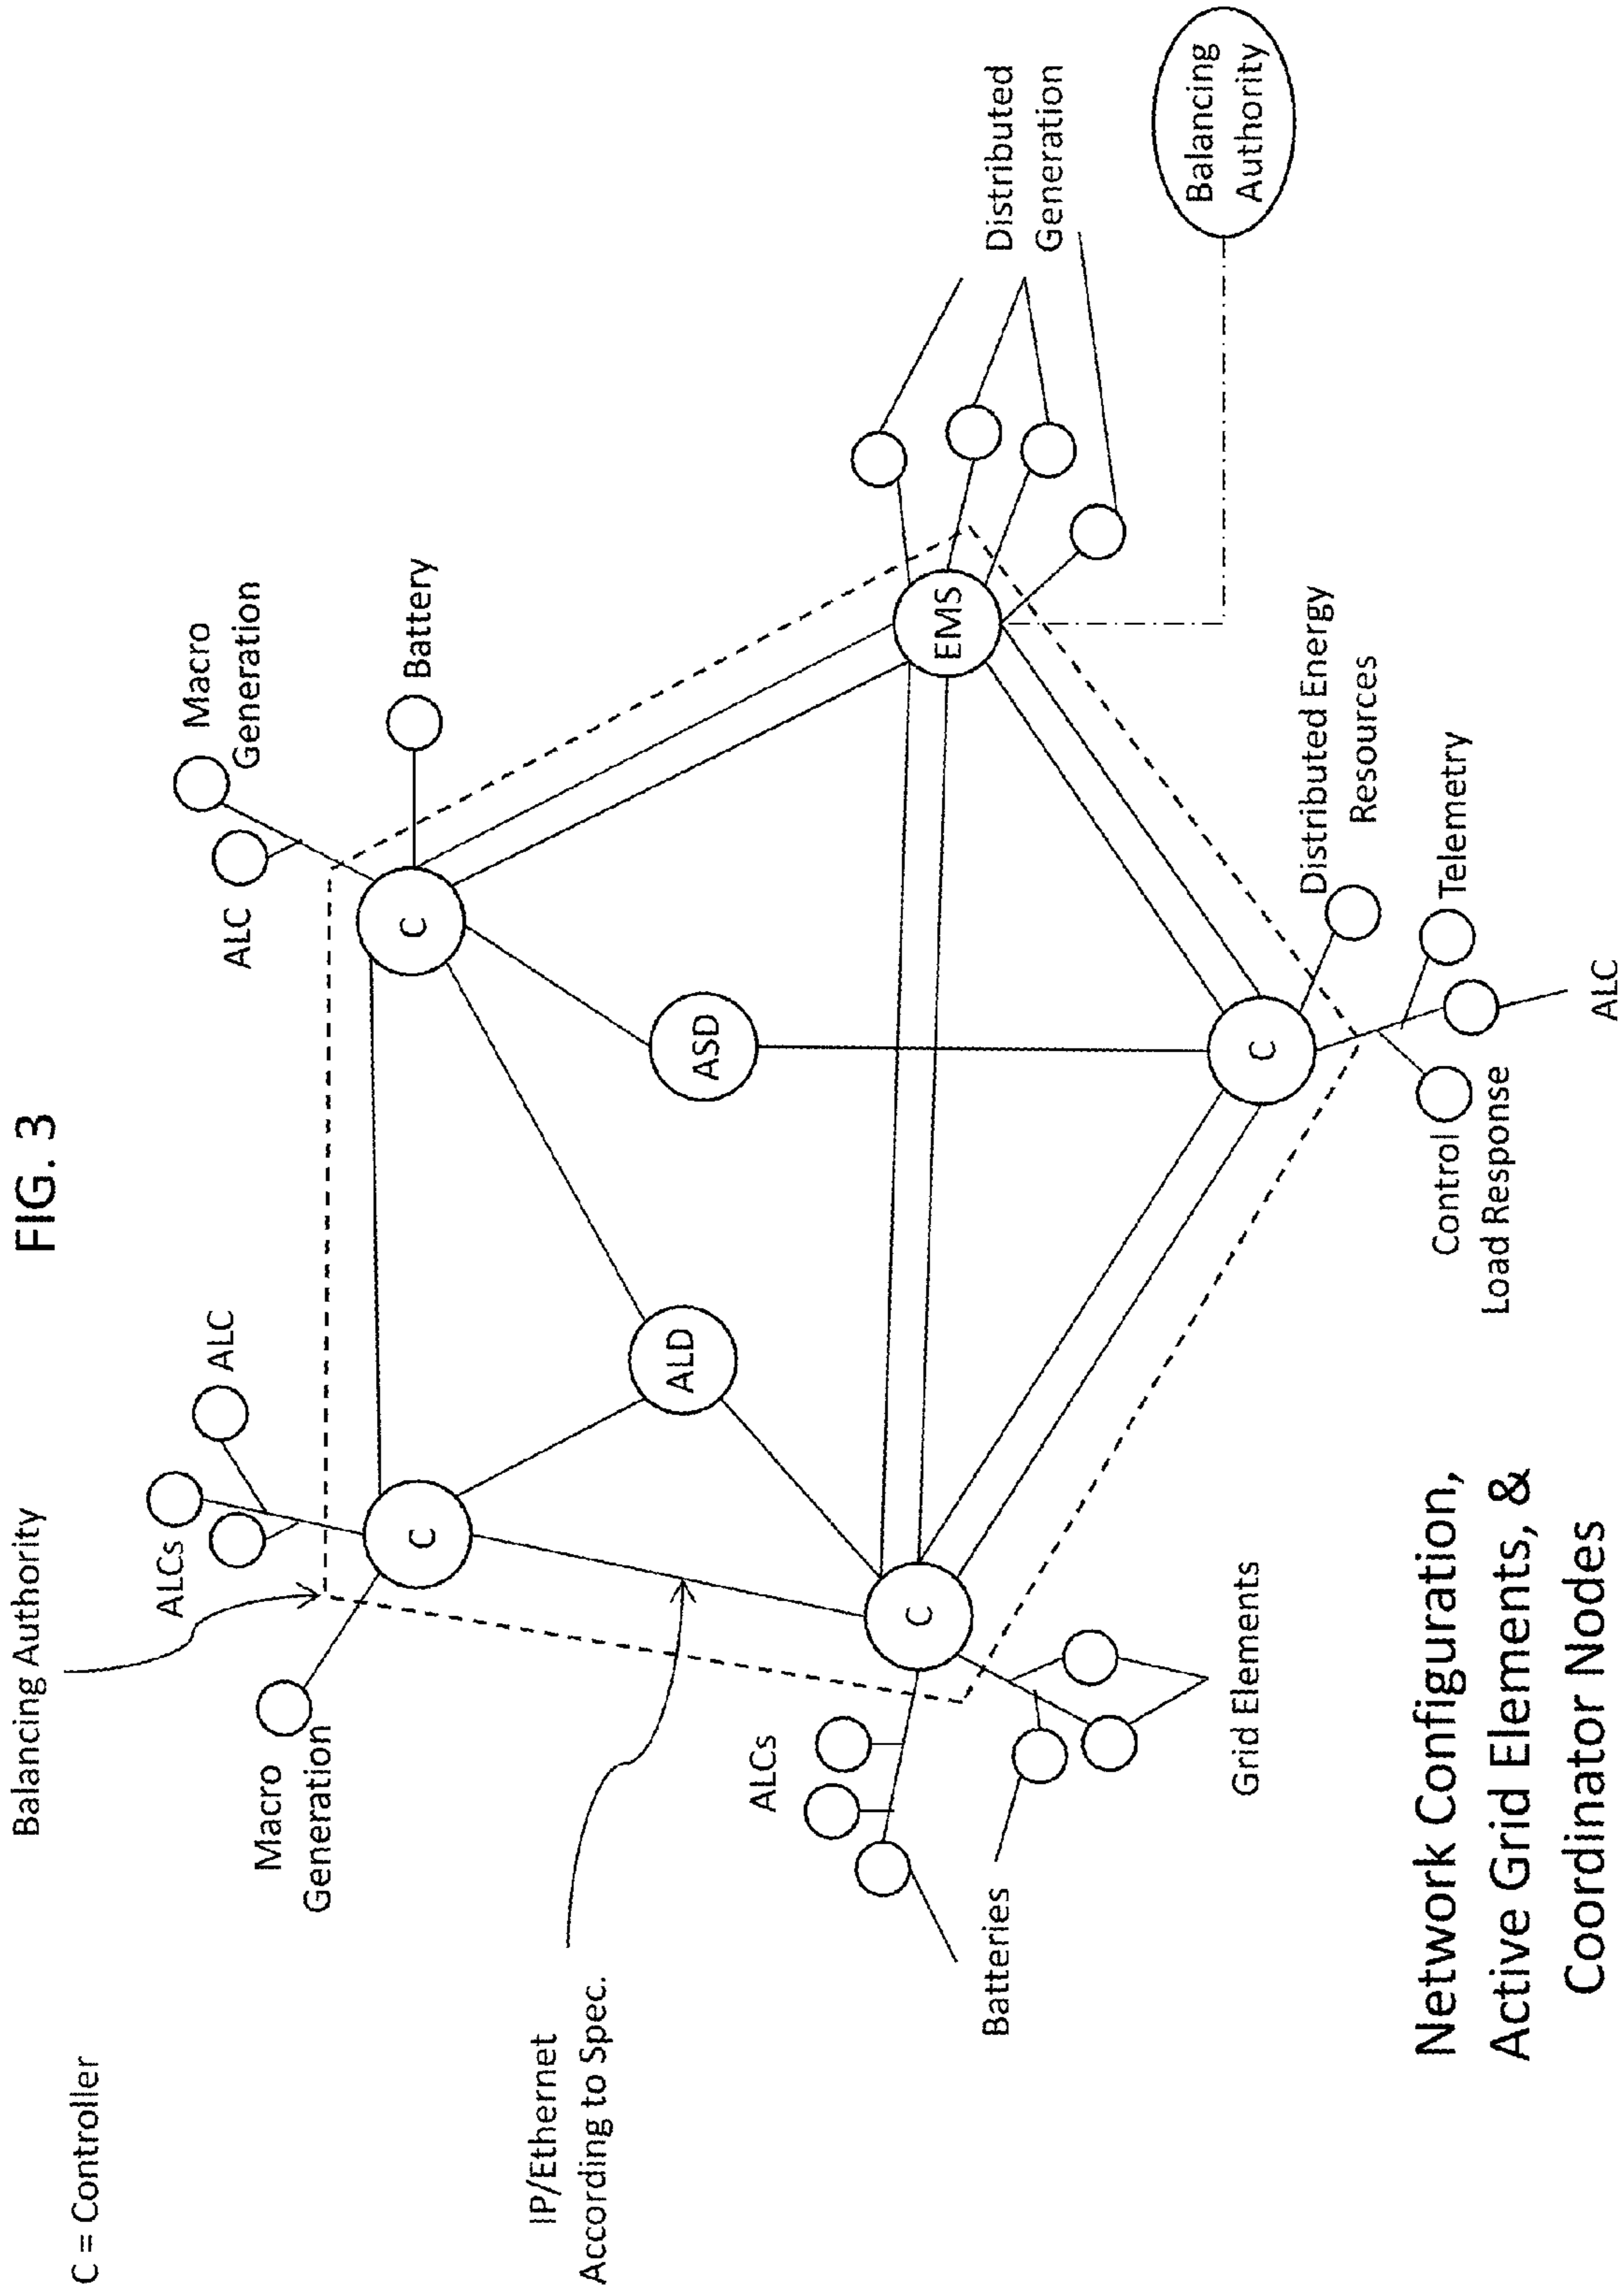 FIG. 3
C = Controller
Balancing Authority
Macro
Generation
ALCs
ALC
ALC
Macro
Generation
Battery
C
C
IP/Ethernet
According to Spec.
ALD
ASD
ALCs
Batteries
C
EMS
Distributed
Generation
Grid Elements
C
Distributed Energy
Resources
Telemetry
Control
Load Response
ALC
Balancing
Authority
Network Configuration,
Active Grid Elements, &
Coordinator Nodes